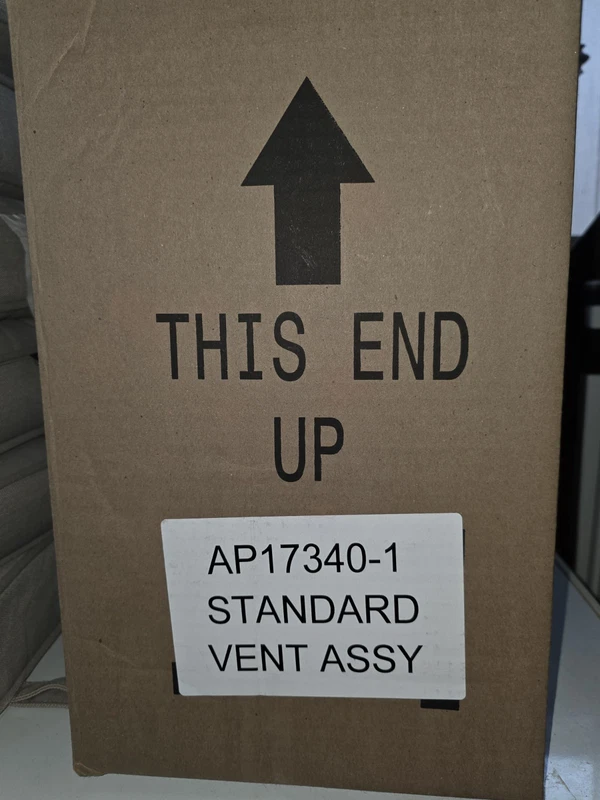 THIS END
UP
AP17340-1
STANDARD
VENT ASSY